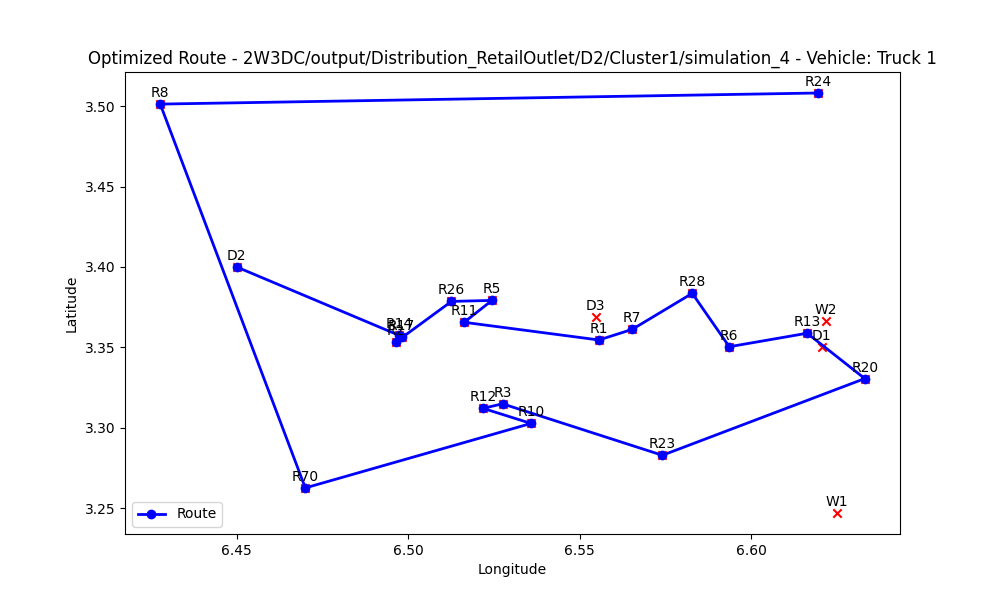 Optimized Route - 2W3DC/output/Distribution_RetailOutlet/D2/Cluster1/simulation_4 - Vehicle: Truck 1
R8
R24
3.50
3.45
D2
3.40
R26
R5
R28
R11
D3
W2
R17
R1
R7
R13
D1
R6
3.35
R20
R12
R3
R10
3.30
R23
R70
W1
3.25
Route
Latitude
6.45
6.50
6.55
6.60
Longitude